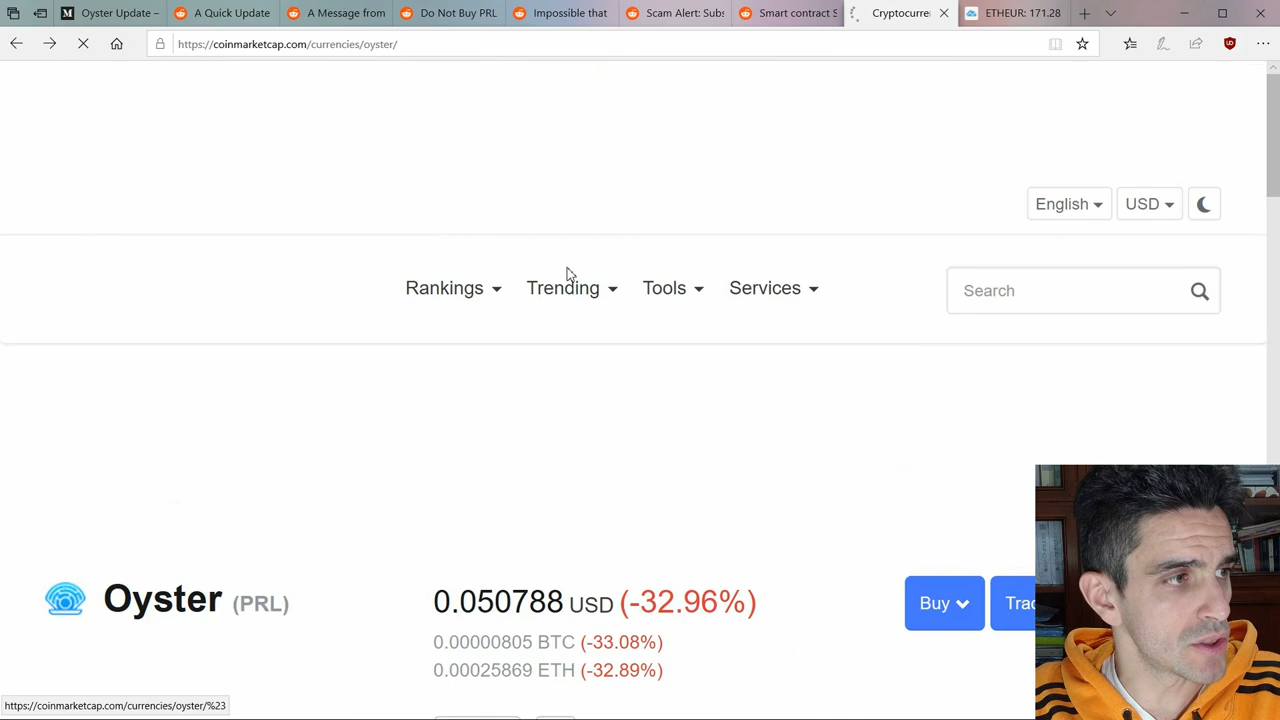 Oyster Update –
A Quick Update
A Message from
Do Not Buy PRL
Impossible that
Scam Alert: Subs
Smart contract S
Cryptocurre
ETHEUR: 171.28
https://coinmarketcap.com/currencies/oyster/
English
USD
Rankings
Trending
Tools
Services
Search
Oyster (PRL)
0.050788 USD (-32.96%)
Buy
Trac
0.00000805 BTC (-33.08%)
0.00025869 ETH (-32.89%)
https://coinmarketcap.com/currencies/oyster/%23